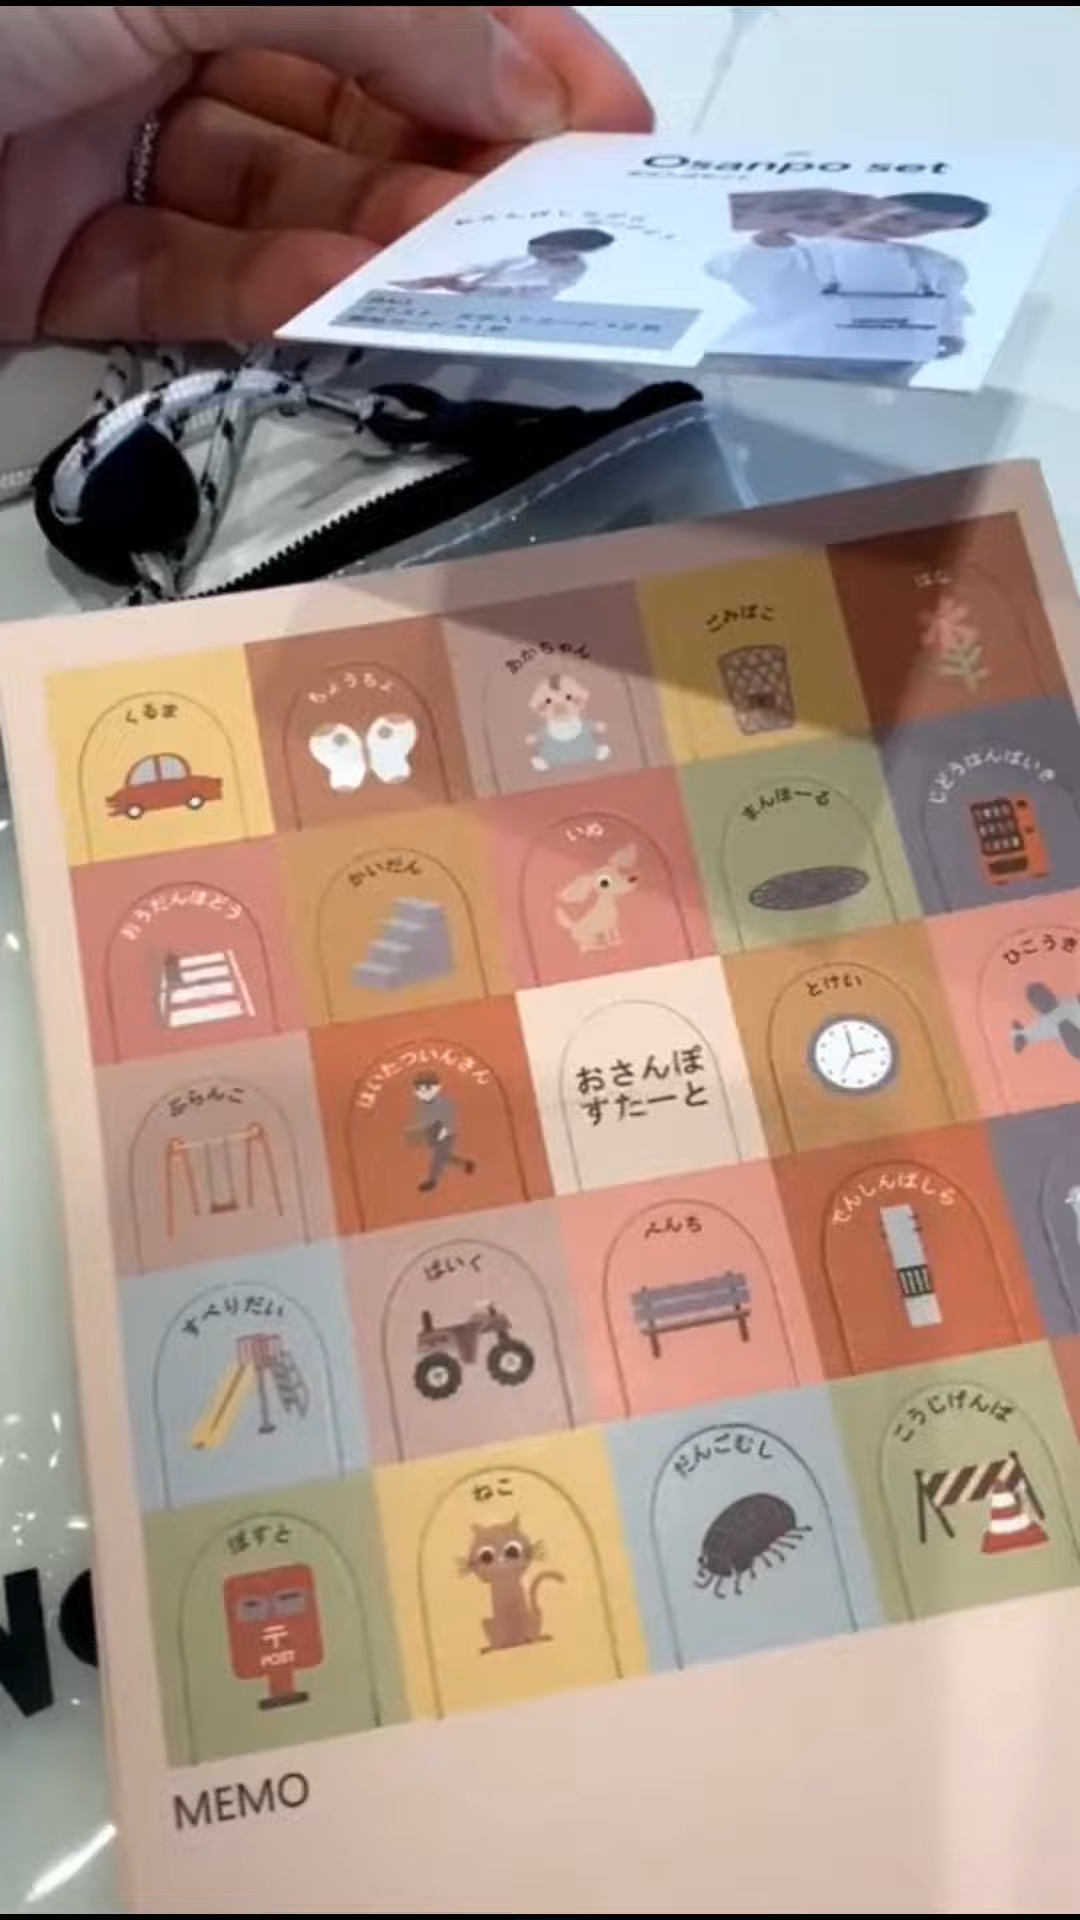 Osanpo set
くるま
ちょうちょ
あかちゃん
ごみばこ
はな
おうだんほどう
かいだん
いぬ
まんほーる
じどうはんばいき
ぶらんこ
はいたついんさん
おさんぽ
すたーと
とけい
ひこうき
すべりだい
ばいく
べんち
でんしんばしら
ぽすと
〒
POST
ねこ
だんごむし
こうじげんば
MEMO